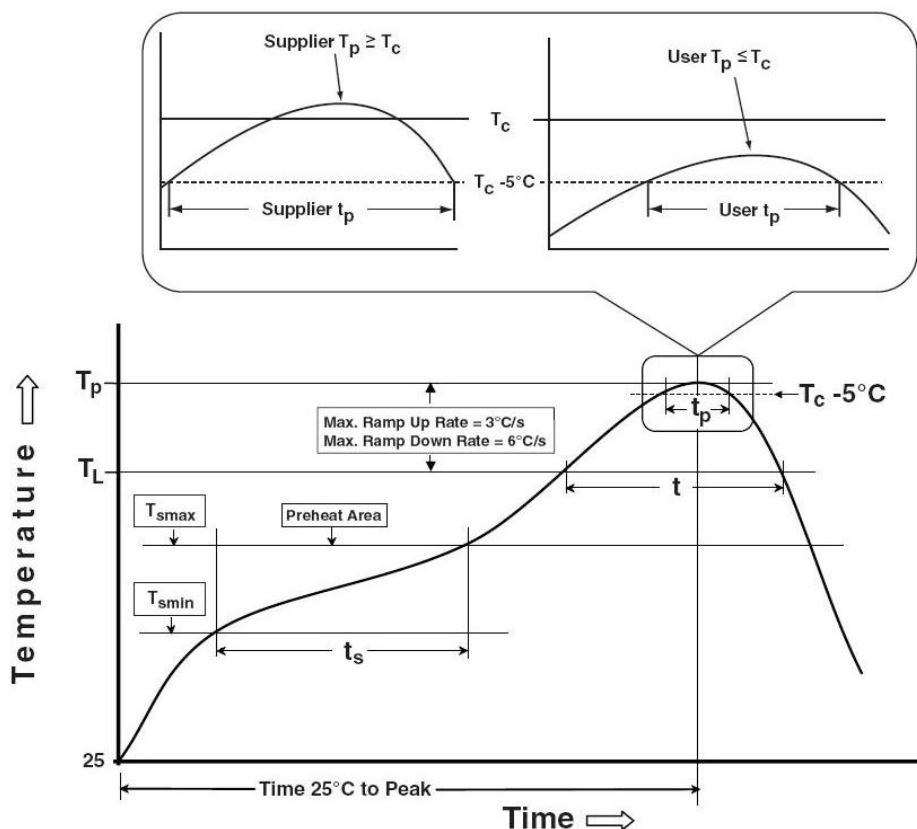 Supplier Tp ≥ Tc
User Tp ≤ Tc
Tc
Tc -5°C
Supplier tp
User tp
Tp
Tc -5°C
tp
Max. Ramp Up Rate = 3°C/s
Max. Ramp Down Rate = 6°C/s
TL
t
Tsmax
Preheat Area
Tsmin
ts
Temperature
25
Time 25°C to Peak
Time